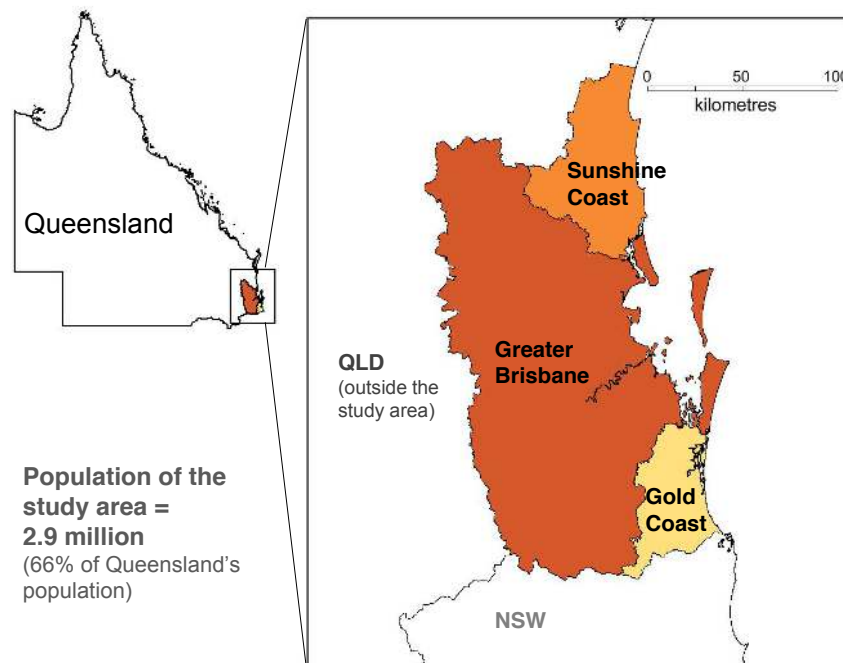 Queensland
Population of the
study area =
2.9 million
(66% of Queensland's
population)
0 50 100
kilometres
Sunshine
Coast
Greater
Brisbane
QLD
(outside the
study area)
Gold
Coast
NSW